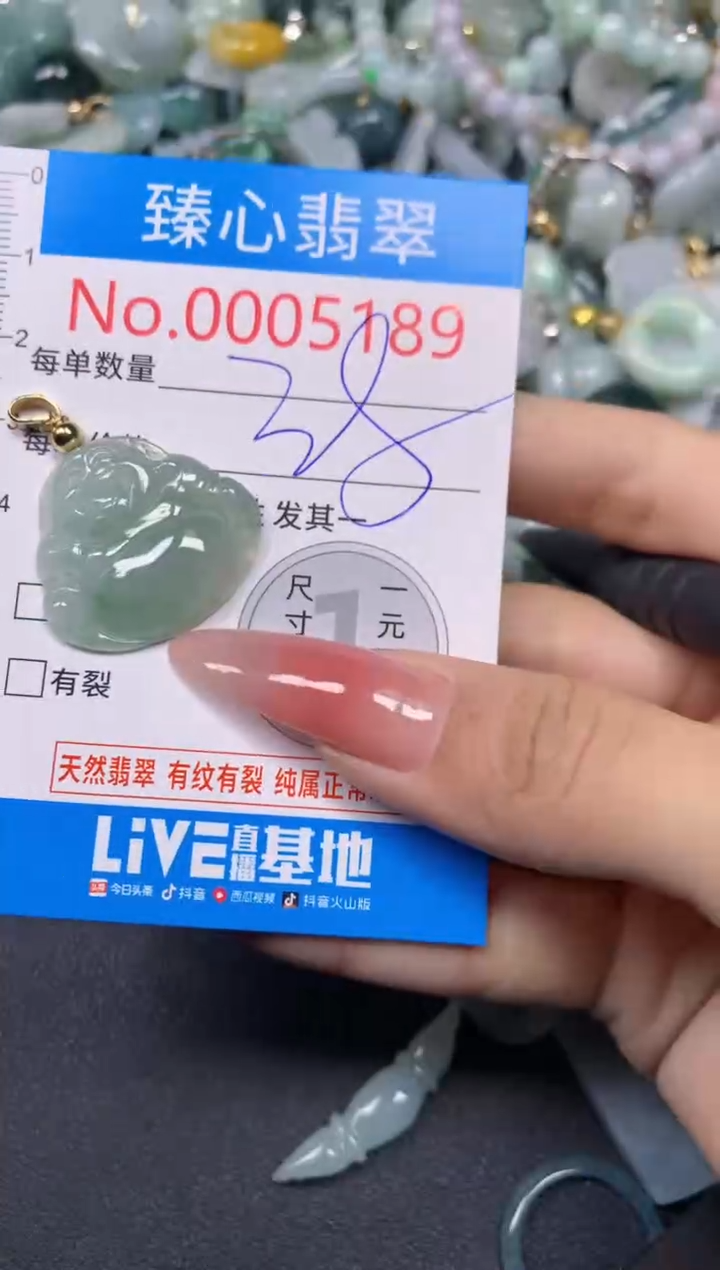 0
臻心翡翠
1
No.0005189
2
每单数量
38
每
4
发其一
尺寸
一元
1
有裂
天然翡翠 有纹有裂 纯属正常
LiVE直播基地
今日头条 抖音 西瓜视频 抖音火山版